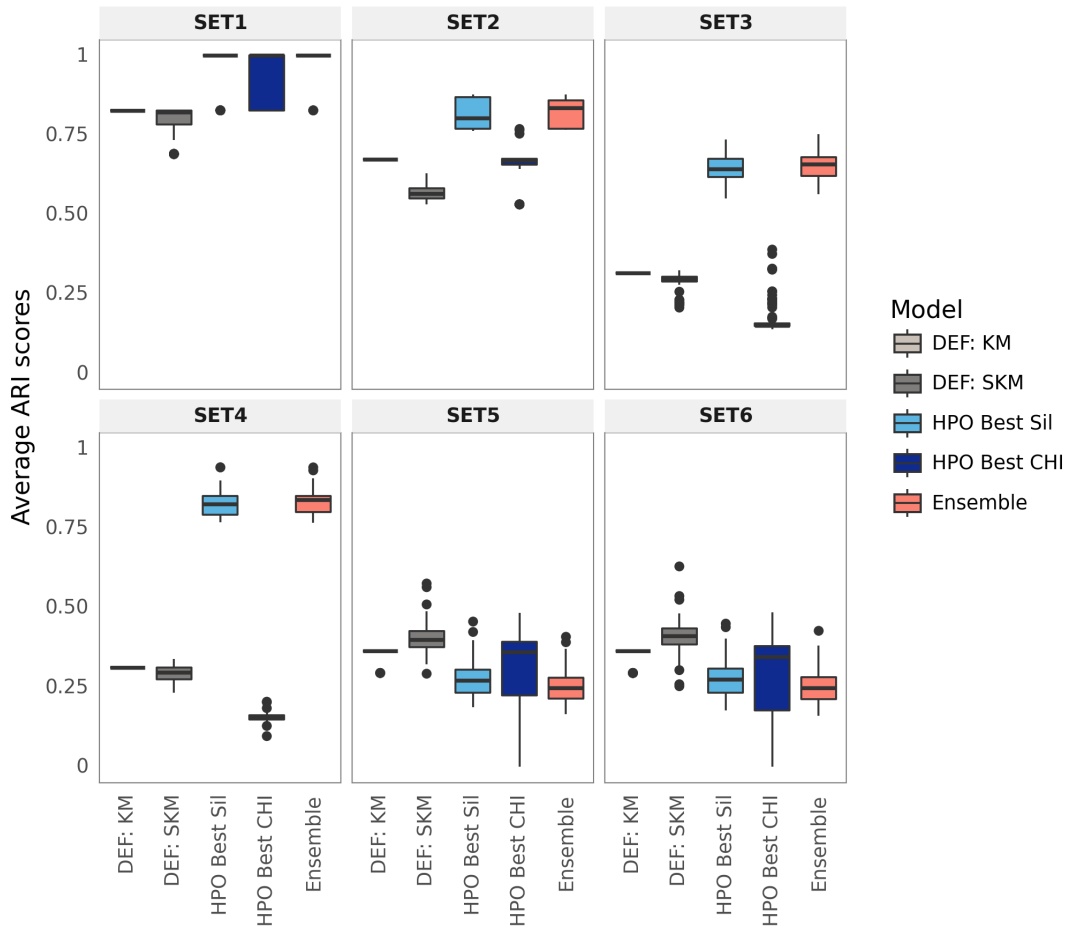 SET1 SET2 SET3
1
0.75
0.50
0.25
0
SET4 SET5 SET6
1
0.75
0.50
0.25
0
Average ARI scores
DEF: KM
DEF: SKM
HPO Best Sil
HPO Best CHI
Ensemble
DEF: KM
DEF: SKM
HPO Best Sil
HPO Best CHI
Ensemble
DEF: KM
DEF: SKM
HPO Best Sil
HPO Best CHI
Ensemble
Model
DEF: KM
DEF: SKM
HPO Best Sil
HPO Best CHI
Ensemble